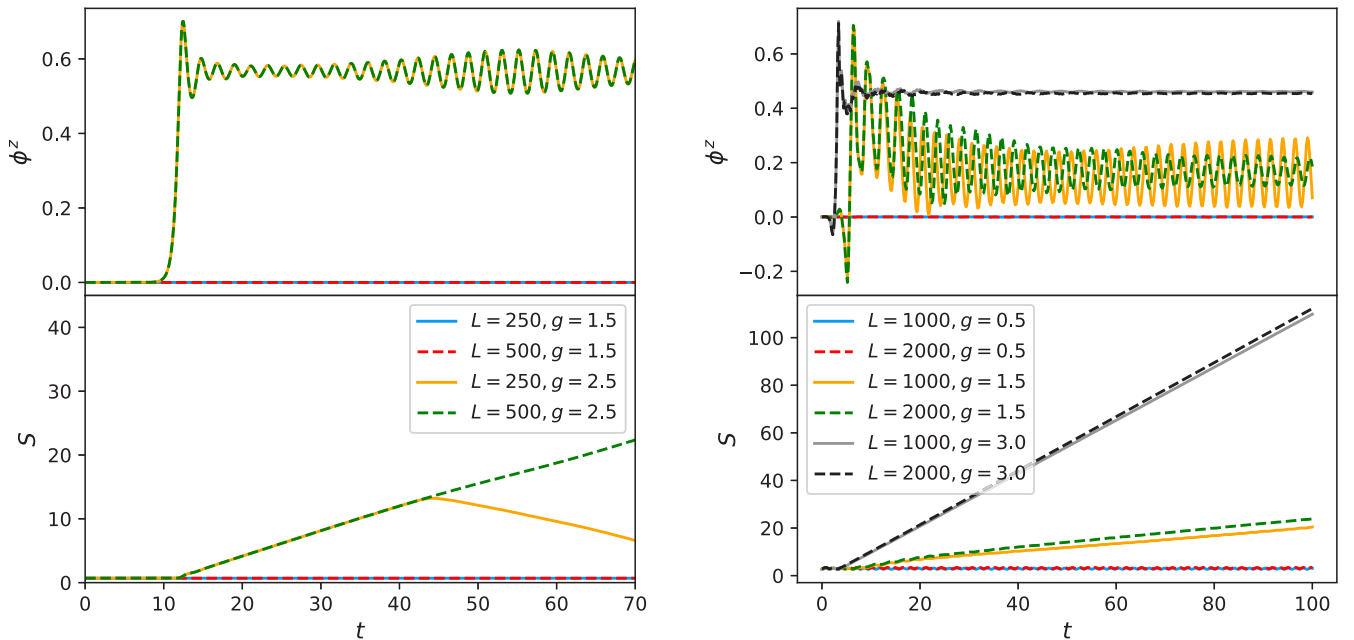 0.6
0.4
0.2
0.0
ϕ^z
40
30
20
10
0
S
L = 250, g = 1.5
L = 500, g = 1.5
L = 250, g = 2.5
L = 500, g = 2.5
0 10 20 30 40 50 60 70
t
0.6
0.4
0.2
0.0
−0.2
ϕ^z
100
80
60
40
20
0
S
L = 1000, g = 0.5
L = 2000, g = 0.5
L = 1000, g = 1.5
L = 2000, g = 1.5
L = 1000, g = 3.0
L = 2000, g = 3.0
0 20 40 60 80 100
t